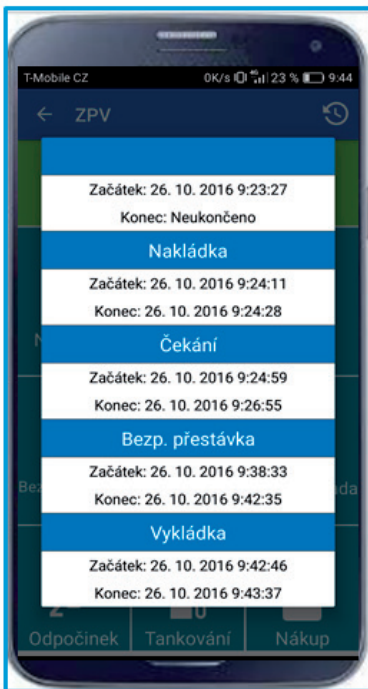 T-Mobile CZ 0K/s 4G 23 % 9:44
ZPV
Začátek: 26. 10. 2016 9:23:27
Konec: Neukončeno
Nakládka
Začátek: 26. 10. 2016 9:24:11
Konec: 26. 10. 2016 9:24:28
Čekání
Začátek: 26. 10. 2016 9:24:59
Konec: 26. 10. 2016 9:26:55
Bezp. přestávka
Začátek: 26. 10. 2016 9:38:33
Konec: 26. 10. 2016 9:42:35
Vykládka
Začátek: 26. 10. 2016 9:42:46
Konec: 26. 10. 2016 9:43:37
Odpočinek Tankování Nákup